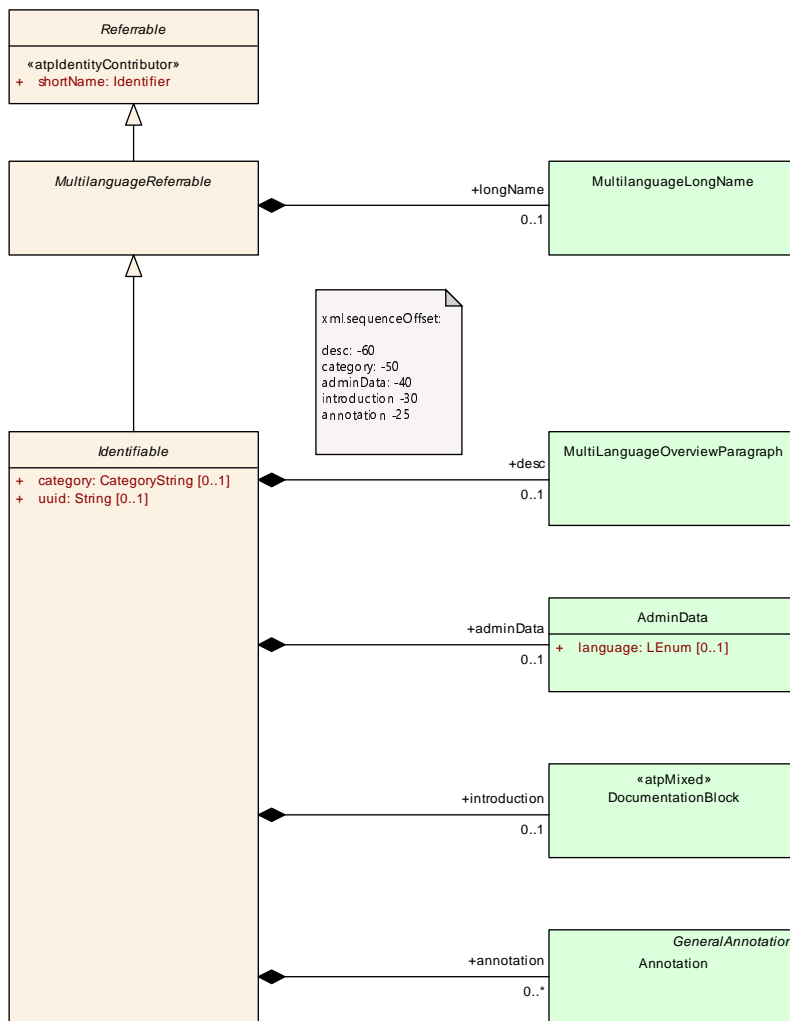 Referrable
«atpIdentityContributor»
+ shortName: Identifier
MultilanguageReferrable
+longName
0..1
MultilanguageLongName
xml.sequenceOffset:
desc: -60
category: -50
adminData: -40
introduction -30
annotation -25
Identifiable
+ category: CategoryString [0..1]
+ uuid: String [0..1]
+desc
0..1
MultiLanguageOverviewParagraph
+adminData
0..1
AdminData
+ language: LEnum [0..1]
+introduction
0..1
«atpMixed»
DocumentationBlock
+annotation
0..*
GeneralAnnotation
Annotation